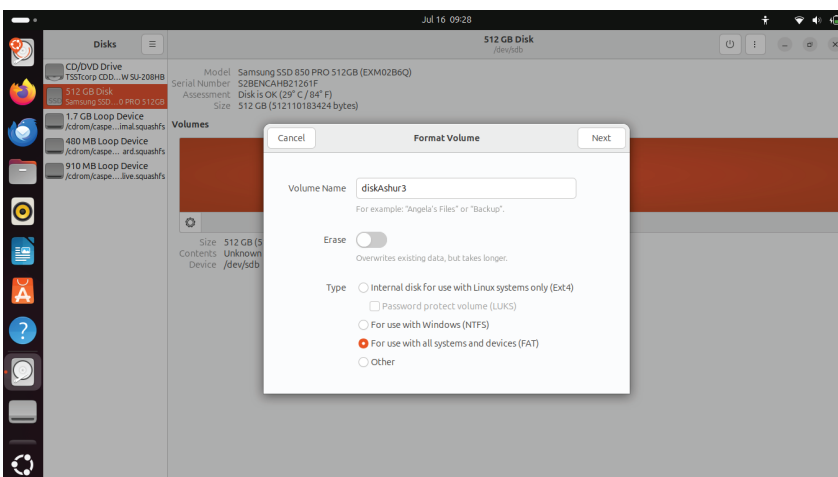 Jul 16 09:28
Disks
512 GB Disk
/dev/sdb
CD/DVD Drive
TSSTcorp CDD...W SU-208HB
512 GB Disk
Samsung SSD...0 PRO 512GB
1.7 GB Loop Device
/cdrom/caspe...imal.squashfs
480 MB Loop Device
/cdrom/caspe... ard.squashfs
910 MB Loop Device
/cdrom/caspe....live.squashfs
Model Samsung SSD 850 PRO 512GB (EXM02B6Q)
Serial Number S2BENCAHB21261F
Assessment Disk is OK (29° C / 84° F)
Size 512 GB (512110183424 bytes)
Volumes
Size 512 GB (5
Contents Unknown
Device /dev/sdb
Cancel
Format Volume
Next
Volume Name diskAshur3
For example: "Angela's Files" or "Backup".
Erase
Overwrites existing data, but takes longer.
Type Internal disk for use with Linux systems only (Ext4)
Password protect volume (LUKS)
For use with Windows (NTFS)
For use with all systems and devices (FAT)
Other